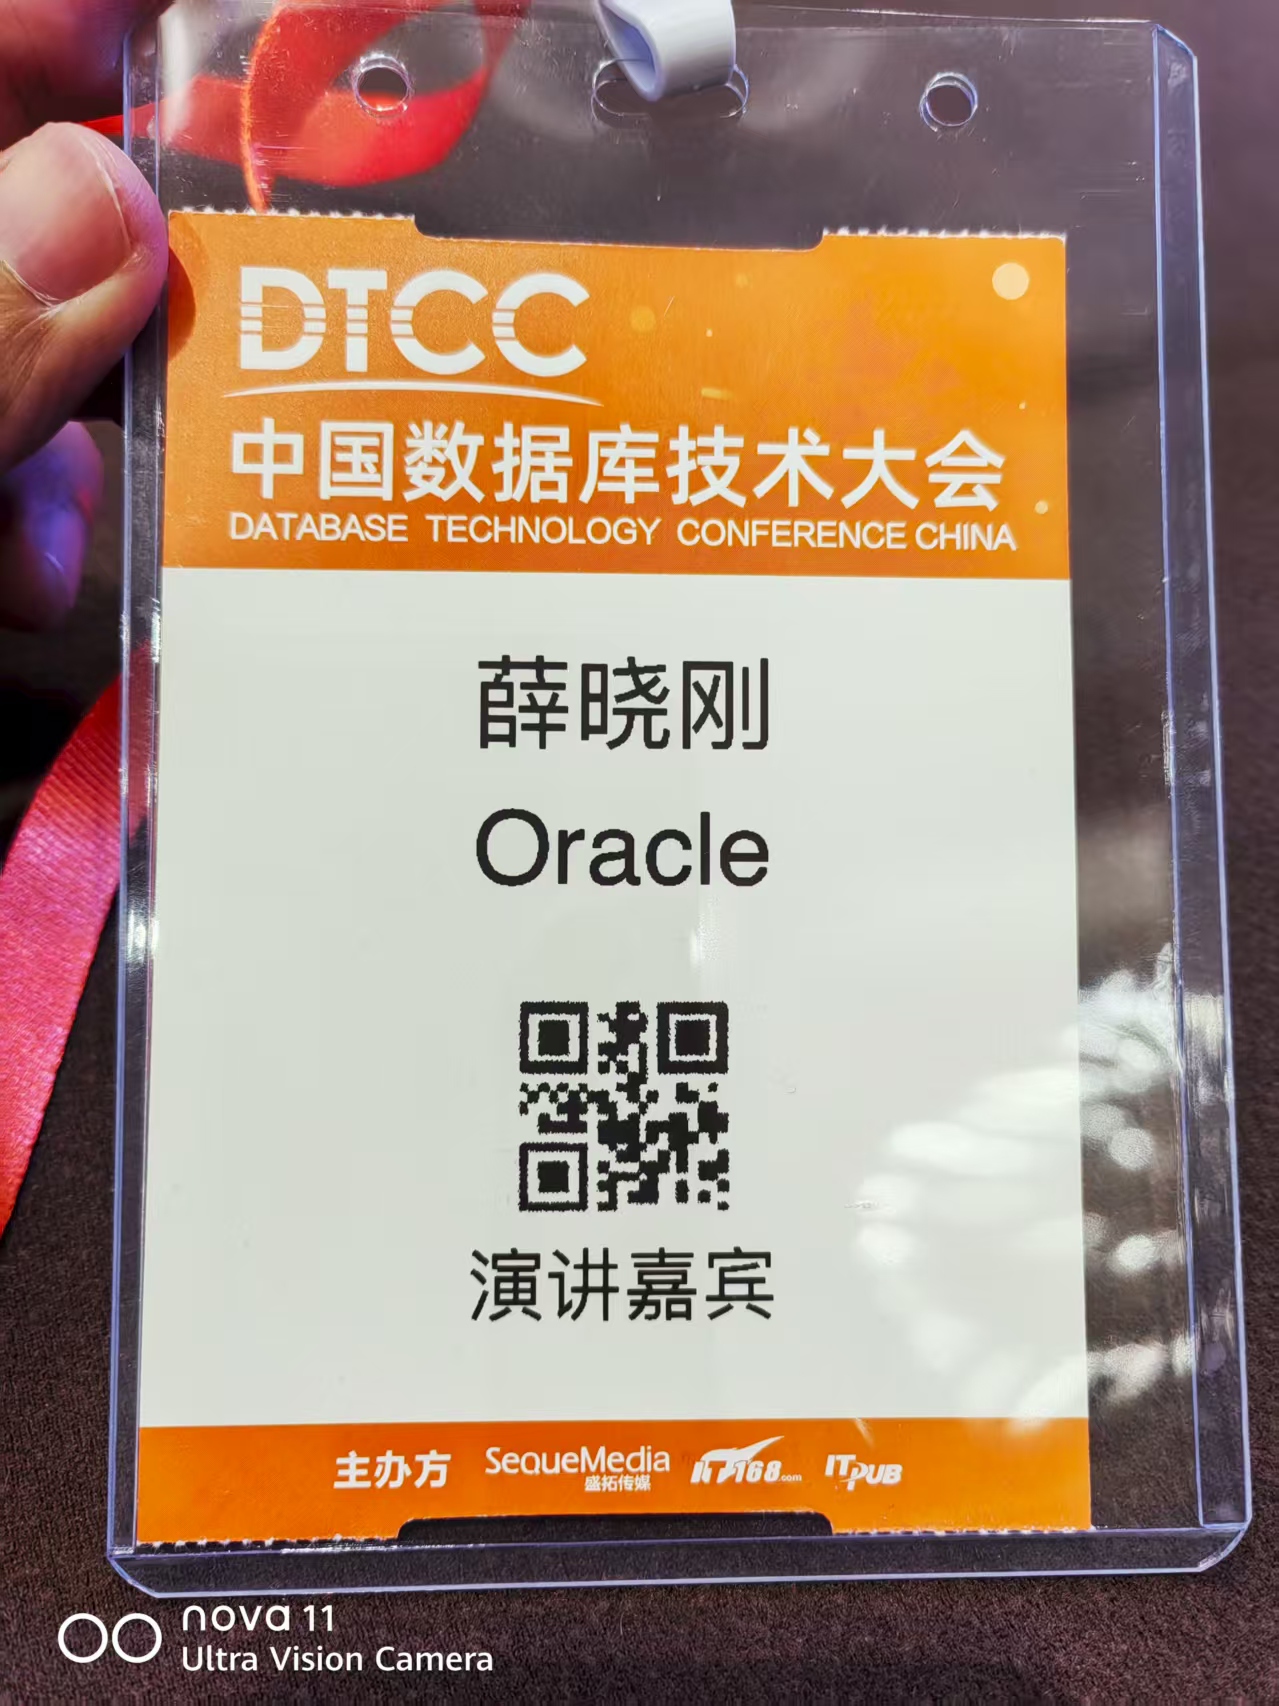 DTCC
中国数据库技术大会
DATABASE TECHNOLOGY CONFERENCE CHINA
薛晓刚
Oracle
演讲嘉宾
主办方 SequeMedia 盛拓传媒 IT168.com ITPUB
nova 11
Ultra Vision Camera